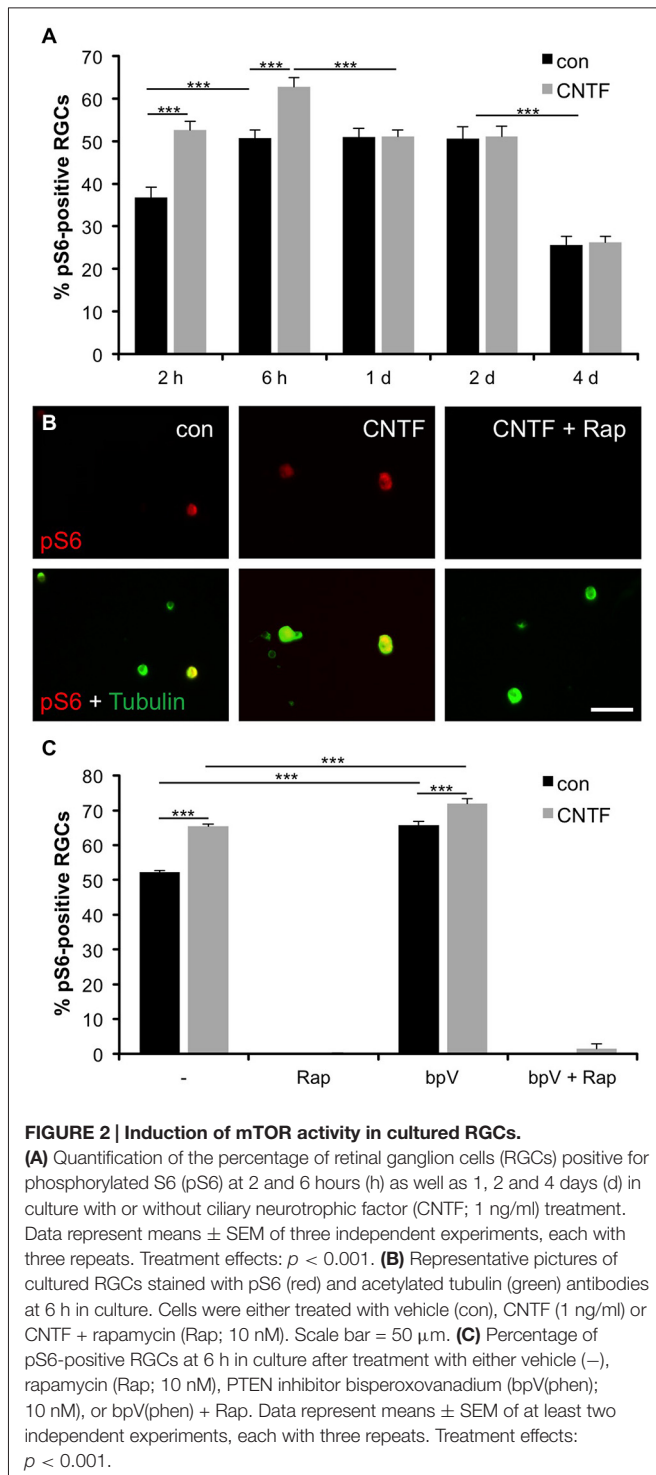 A
% pS6-positive RGCs
70
60
50
40
30
20
10
0
***
***
***
***
***
con
CNTF
2 h
6 h
1 d
2 d
4 d
B
con
CNTF
CNTF + Rap
pS6
pS6 + Tubulin
C
% pS6-positive RGCs
80
70
60
50
40
30
20
10
0
***
***
***
***
con
CNTF
-
Rap
bpV
bpV + Rap
FIGURE 2 | Induction of mTOR activity in cultured RGCs.
(A) Quantification of the percentage of retinal ganglion cells (RGCs) positive for
phosphorylated S6 (pS6) at 2 and 6 hours (h) as well as 1, 2 and 4 days (d) in
culture with or without ciliary neurotrophic factor (CNTF; 1 ng/ml) treatment.
Data represent means ± SEM of three independent experiments, each with
three repeats. Treatment effects: p < 0.001. (B) Representative pictures of
cultured RGCs stained with pS6 (red) and acetylated tubulin (green) antibodies
at 6 h in culture. Cells were either treated with vehicle (con), CNTF (1 ng/ml) or
CNTF + rapamycin (Rap; 10 nM). Scale bar = 50 μm. (C) Percentage of
pS6-positive RGCs at 6 h in culture after treatment with either vehicle (−),
rapamycin (Rap; 10 nM), PTEN inhibitor bisperoxovanadium (bpV(phen);
10 nM), or bpV(phen) + Rap. Data represent means ± SEM of at least two
independent experiments, each with three repeats. Treatment effects:
p < 0.001.